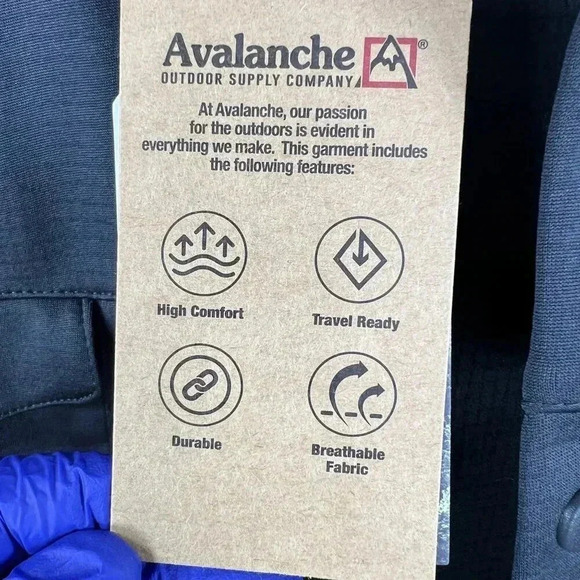 Avalanche®
OUTDOOR SUPPLY COMPANY
At Avalanche, our passion
for the outdoors is evident in
everything we make. This garment includes
the following features:
High Comfort
Travel Ready
Durable
Breathable
Fabric